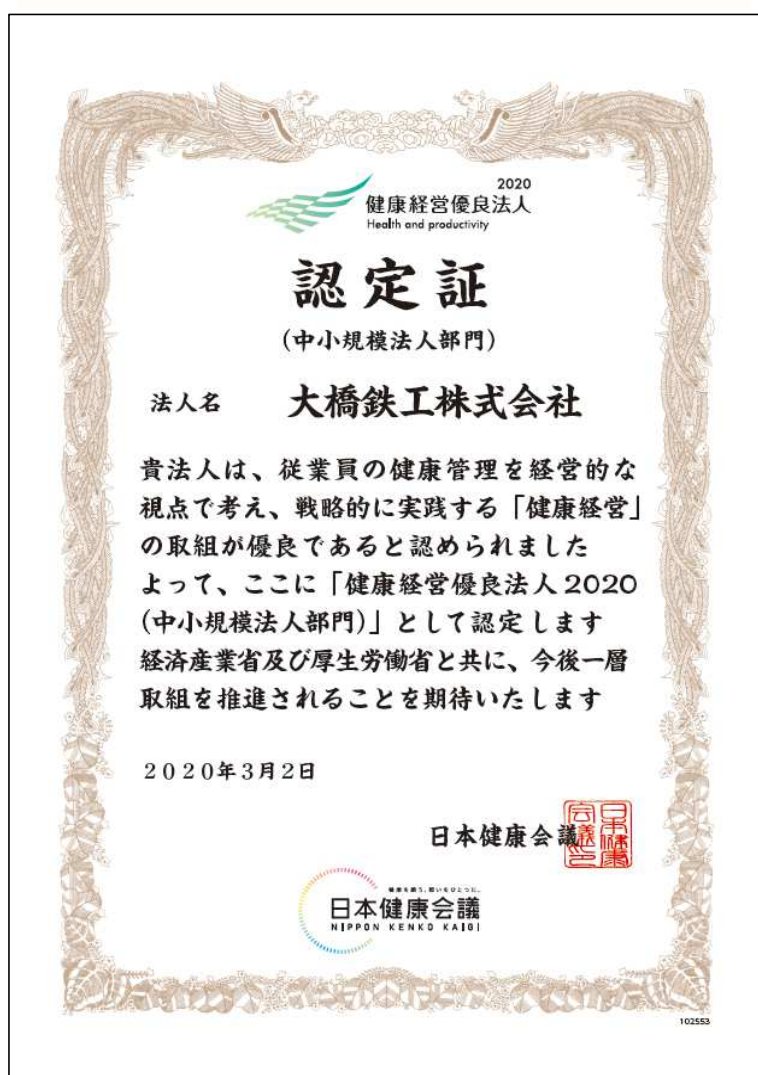 2020
健康経営優良法人
Health and productivity
認定証
(中小規模法人部門)
法人名 大橋鉄工株式会社
貴法人は、従業員の健康管理を経営的な
視点で考え、戦略的に実践する「健康経営」
の取組が優良であると認められました
よって、ここに「健康経営優良法人2020
(中小規模法人部門)」として認定します
経済産業省及び厚生労働省と共に、今後一層
取組を推進されることを期待いたします
2020年3月2日
日本健康会議
日本健康会議印
日本健康会議
NIPPON KENKO KAIGI
102553